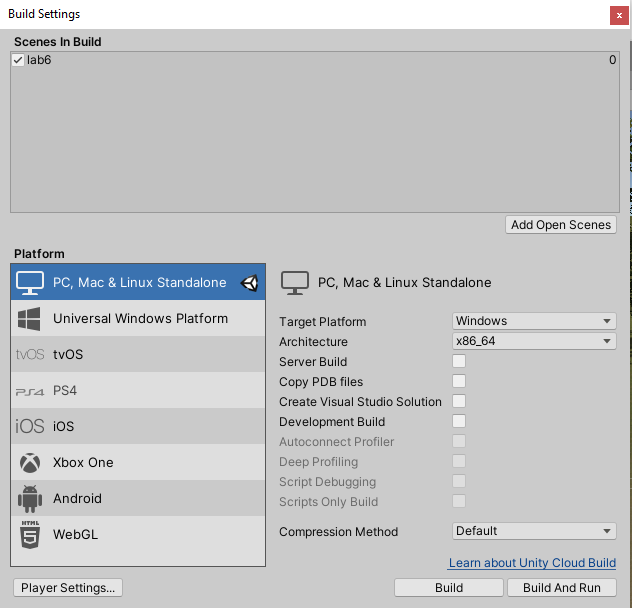 Build Settings
x
Scenes In Build
lab6 0
Add Open Scenes
Platform
PC, Mac & Linux Standalone
Universal Windows Platform
tvOS tvOS
PS4 PS4
iOS iOS
Xbox One
Android
HTML 5 WebGL
PC, Mac & Linux Standalone
Target Platform Windows
Architecture x86_64
Server Build
Copy PDB files
Create Visual Studio Solution
Development Build
Autoconnect Profiler
Deep Profiling
Script Debugging
Scripts Only Build
Compression Method Default
Learn about Unity Cloud Build
Player Settings... Build Build And Run